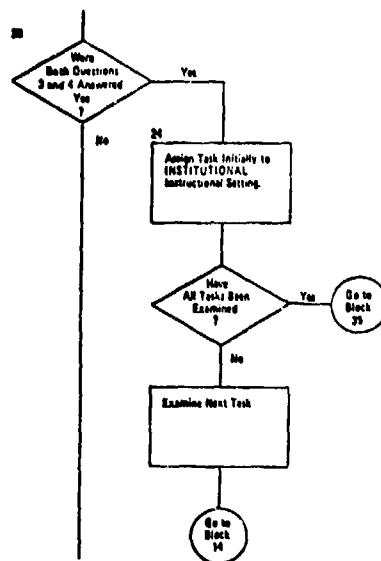 Were
Both Questions
3 and 4 Answered
Yes
?
Yes
No
24
Assign Task Initially to
INSTITUTIONAL
Instructional Setting.
Have
All Tasks Been
Examined
?
Yes
Go to
Block
35
No
Examine Next Task
Go to
Block
14